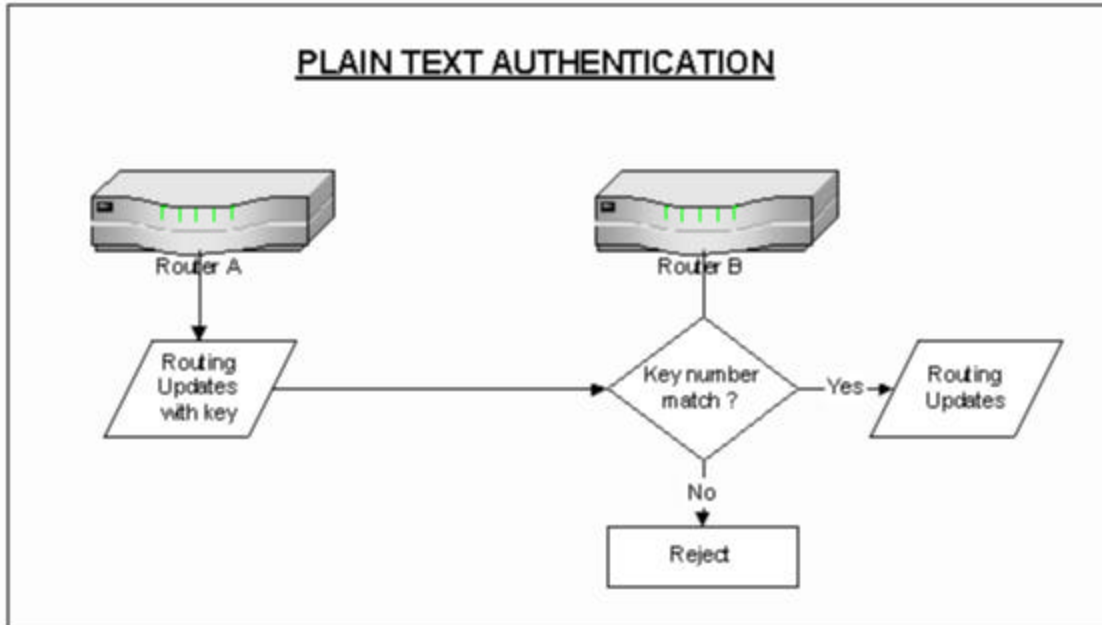 PLAIN TEXT AUTHENTICATION
Router A
Router B
Routing
Updates
with key
Key number
match ?
Yes
Routing
Updates
No
Reject